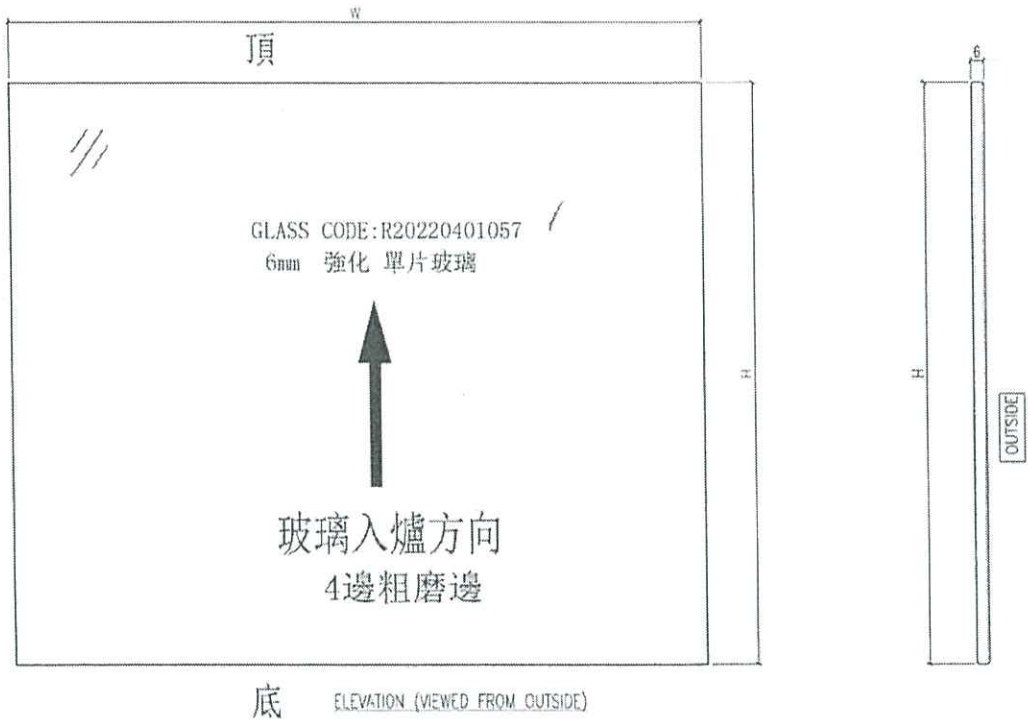 W
頂
6
GLASS CODE:R20220401057
6mm 強化 單片玻璃
H
H
OUTSIDE
玻璃入爐方向
4邊粗磨邊
底
ELEVATION (VIEWED FROM OUTSIDE)